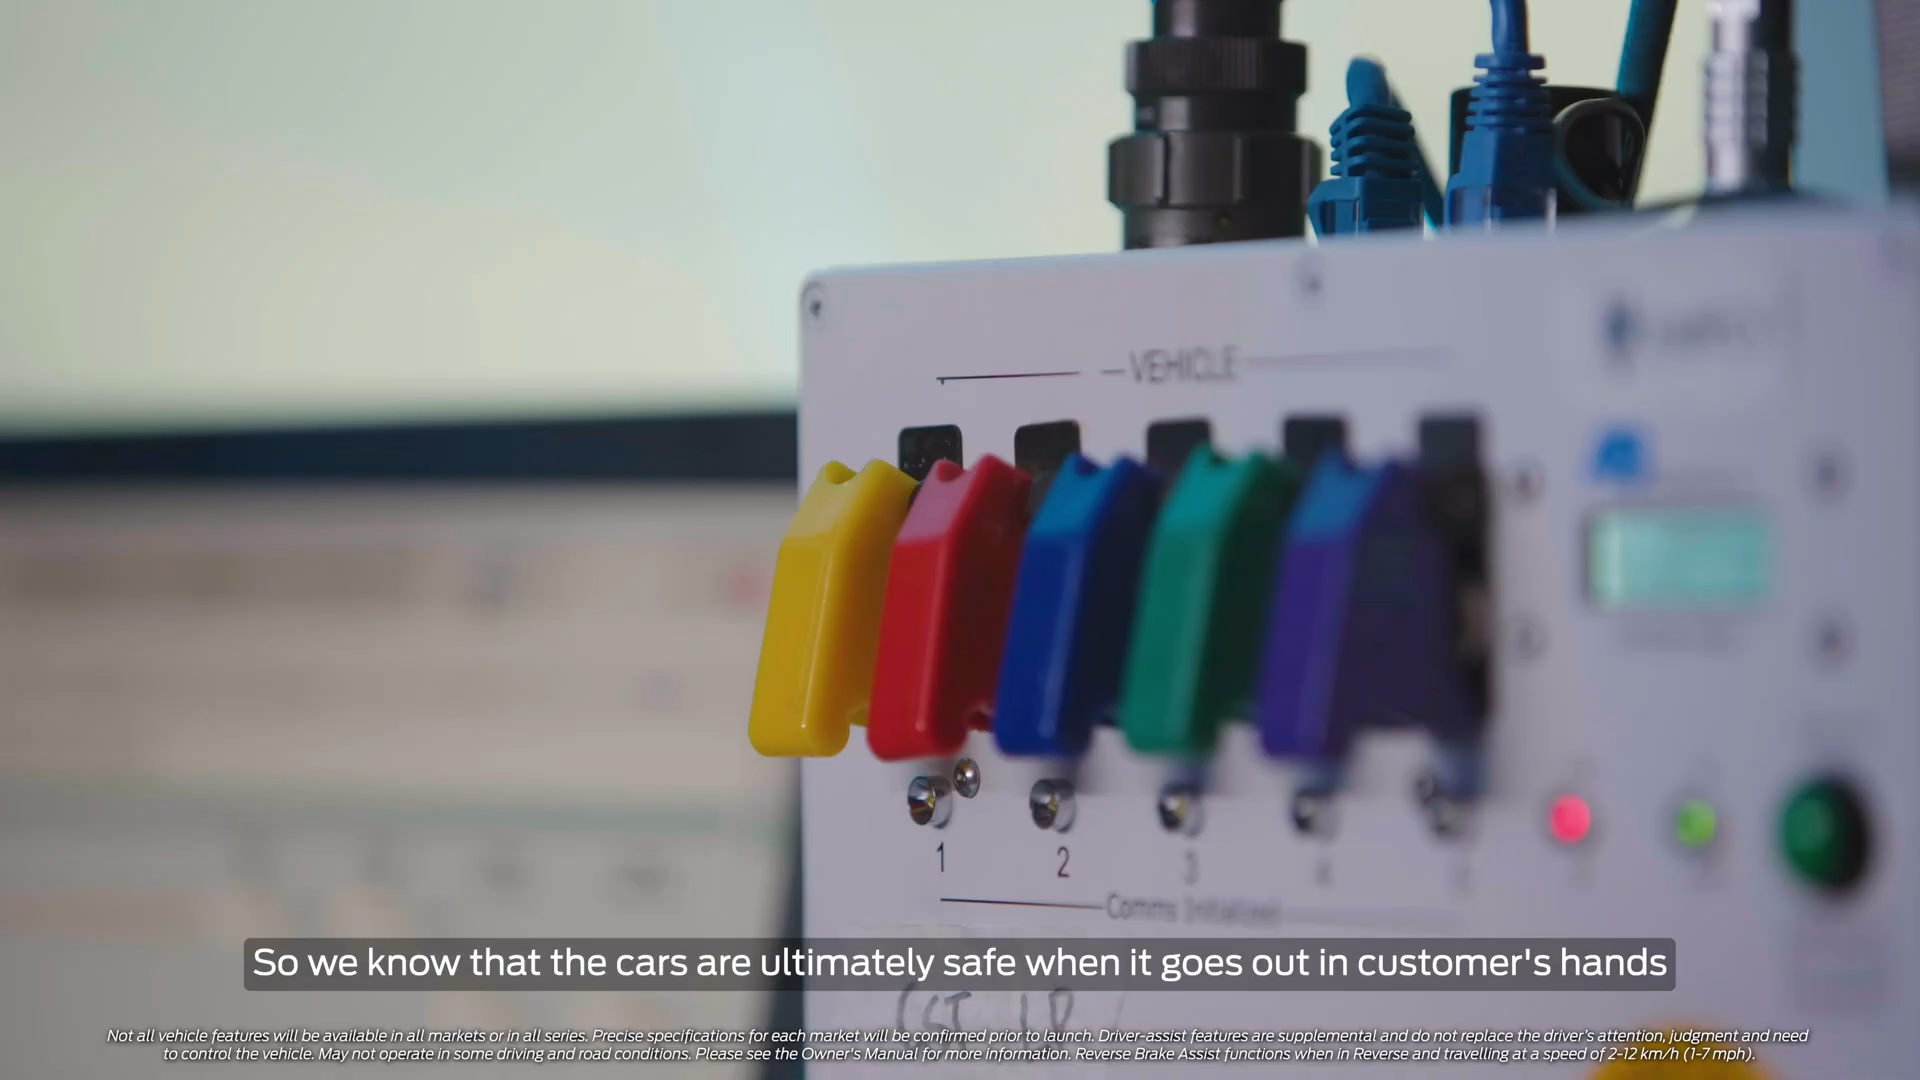 VEHICLE
1 2 3 4
Comms Initialized
So we know that the cars are ultimately safe when it goes out in customer's hands
Not all vehicle features will be available in all markets or in all series. Precise specifications for each market will be confirmed prior to launch. Driver-assist features are supplemental and do not replace the driver's attention, judgment and need
to control the vehicle. May not operate in some driving and road conditions. Please see the Owner's Manual for more information. Reverse Brake Assist functions when in Reverse and travelling at a speed of 2-12 km/h (1-7 mph).